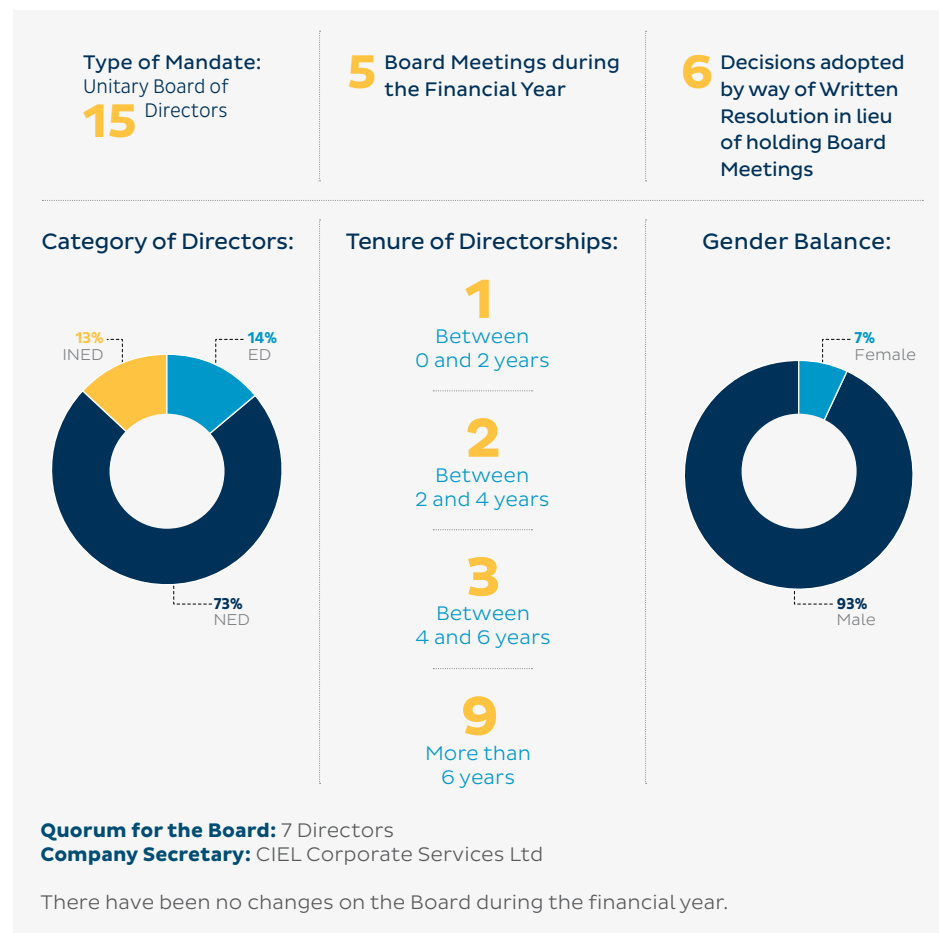 Type of Mandate:
Unitary Board of
15 Directors
5 Board Meetings during
the Financial Year
6 Decisions adopted
by way of Written
Resolution in lieu
of holding Board
Meetings
Category of Directors:
13%
INED
14%
ED
73%
NED
Tenure of Directorships:
1
Between
0 and 2 years
2
Between
2 and 4 years
3
Between
4 and 6 years
9
More than
6 years
Gender Balance:
7%
Female
93%
Male
Quorum for the Board: 7 Directors
Company Secretary: CIEL Corporate Services Ltd
There have been no changes on the Board during the financial year.